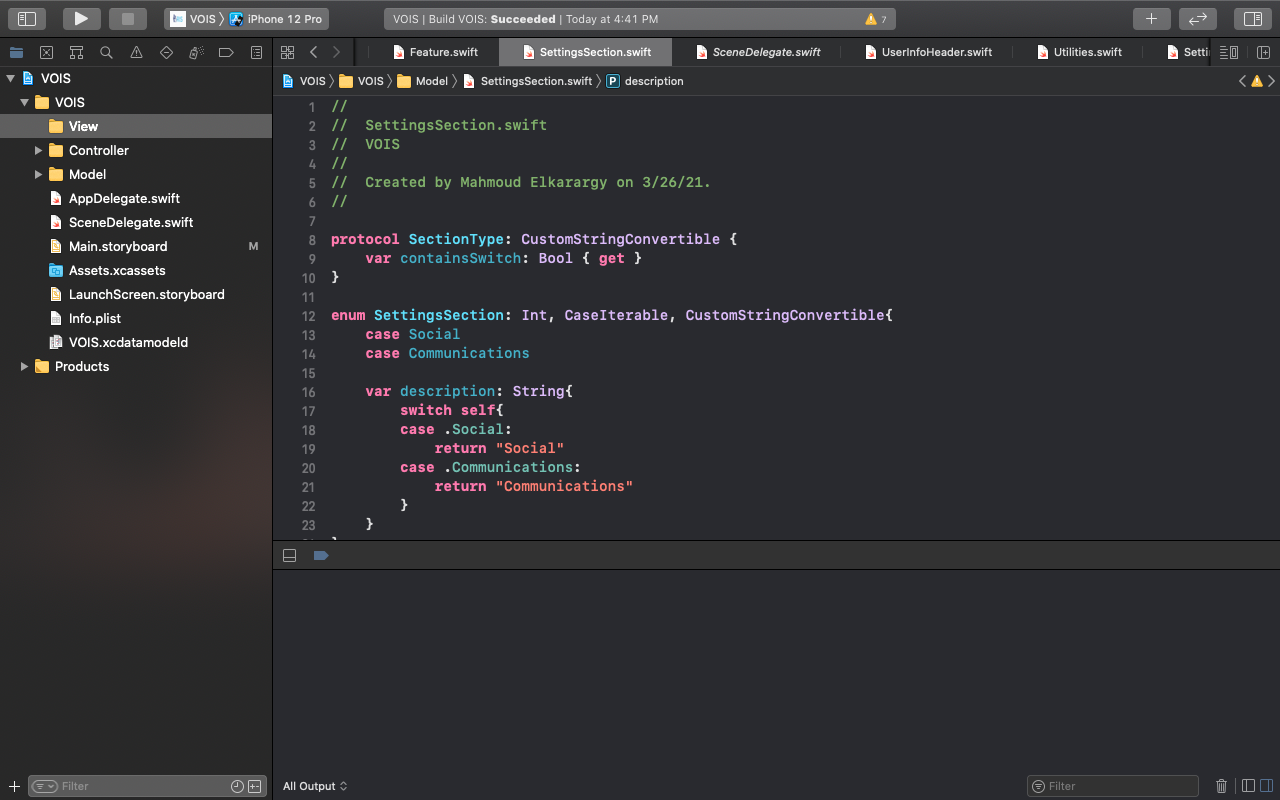 VOIS 〉 iPhone 12 Pro
VOIS | Build VOIS: Succeeded | Today at 4:41 PM
7
Feature.swift
SettingsSection.swift
SceneDelegate.swift
UserInfoHeader.swift
Utilities.swift
Setti
VOIS
VOIS
View
Controller
Model
AppDelegate.swift
SceneDelegate.swift
Main.storyboard M
Assets.xcassets
LaunchScreen.storyboard
Info.plist
VOIS.xcdatamodeld
Products
Filter
VOIS 〉 VOIS 〉 Model 〉 SettingsSection.swift 〉 P description
1 //
2 //  SettingsSection.swift
3 //  VOIS
4 //
5 //  Created by Mahmoud Elkarargy on 3/26/21.
6 //
7
8 protocol SectionType: CustomStringConvertible {
9     var containsSwitch: Bool { get }
10 }
11
12 enum SettingsSection: Int, CaseIterable, CustomStringConvertible{
13     case Social
14     case Communications
15
16     var description: String{
17         switch self{
18         case .Social:
19             return "Social"
20         case .Communications:
21             return "Communications"
22         }
23     }
All Output
Filter